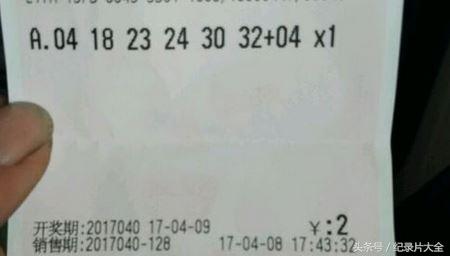 A.04 18 23 24 30 32+04 x1
开奖期:2017040 17-04-09 ￥:2
销售期:2017040-128 17-04-08 17:43:32
头条号／纪录片大全